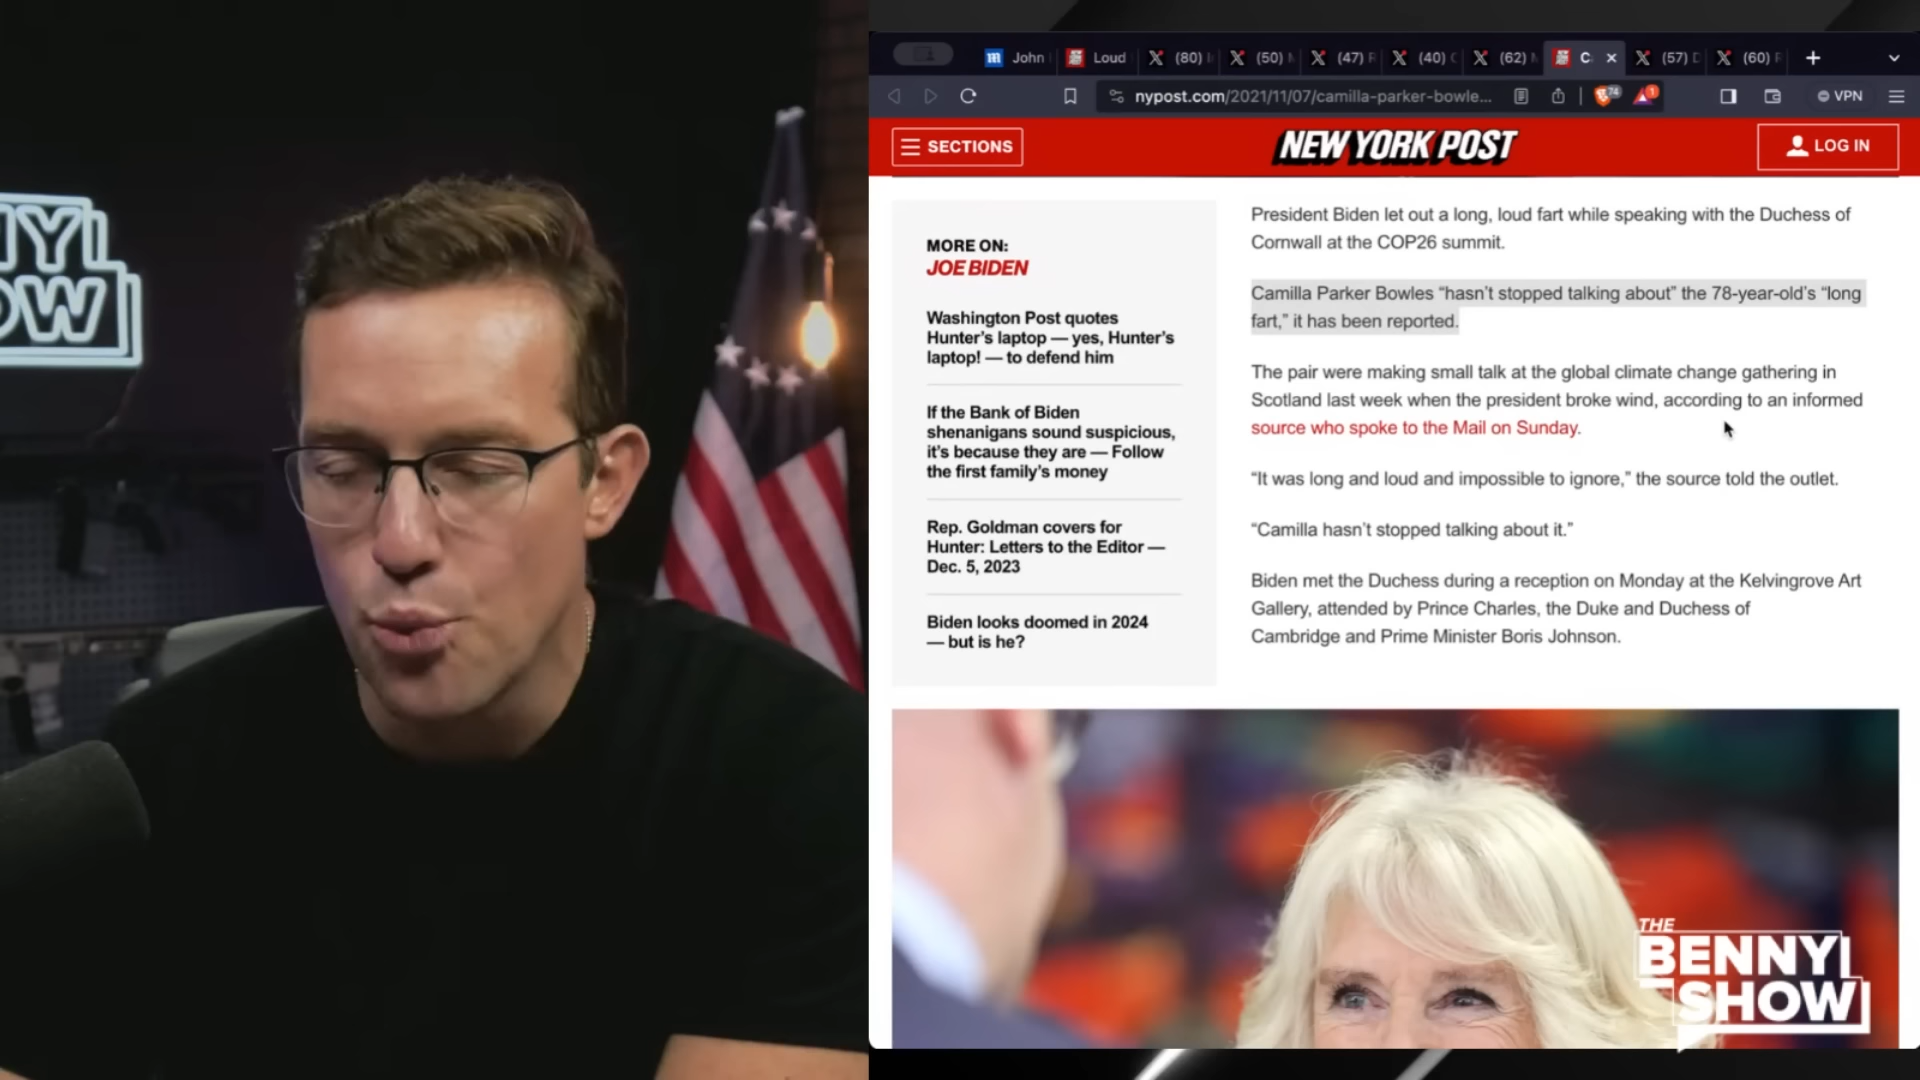 NY
OW
John
Loud
(80)
(50)
(47)
(40)
(62)
C
(57)
(60)
nypost.com/2021/11/07/camilla-parker-bowle...
74
1
VPN
SECTIONS
NEW YORK POST
LOG IN
MORE ON:
JOE BIDEN
Washington Post quotes
Hunter’s laptop — yes, Hunter’s
laptop! — to defend him
If the Bank of Biden
shenanigans sound suspicious,
it’s because they are — Follow
the first family’s money
Rep. Goldman covers for
Hunter: Letters to the Editor —
Dec. 5, 2023
Biden looks doomed in 2024
— but is he?
President Biden let out a long, loud fart while speaking with the Duchess of
Cornwall at the COP26 summit.
Camilla Parker Bowles “hasn’t stopped talking about” the 78-year-old’s “long
fart,” it has been reported.
The pair were making small talk at the global climate change gathering in
Scotland last week when the president broke wind, according to an informed
source who spoke to the Mail on Sunday.
“It was long and loud and impossible to ignore,” the source told the outlet.
“Camilla hasn’t stopped talking about it.”
Biden met the Duchess during a reception on Monday at the Kelvingrove Art
Gallery, attended by Prince Charles, the Duke and Duchess of
Cambridge and Prime Minister Boris Johnson.
THE
BENNY
SHOW